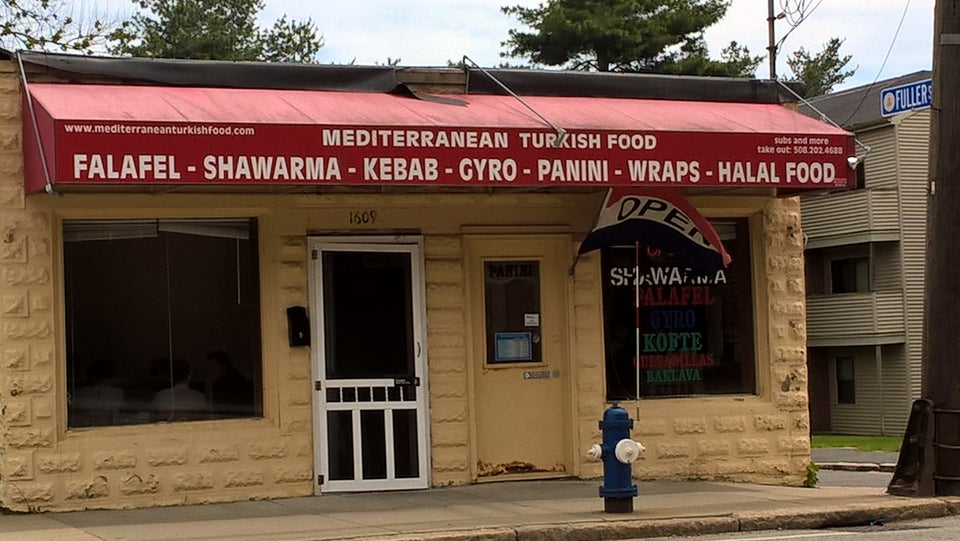 www.mediterraneanturkishfood.com
MEDITERRANEAN TURKISH FOOD
subs and more
take out: 508.202.4688
FALAFEL - SHAWARMA - KEBAB - GYRO - PANINI - WRAPS - HALAL FOOD
FULLER
1609
OPEN
PANINI
SHAWARMA
FALAFEL
GYRO
KOFTE
QUESADILLAS
BAKLAVA